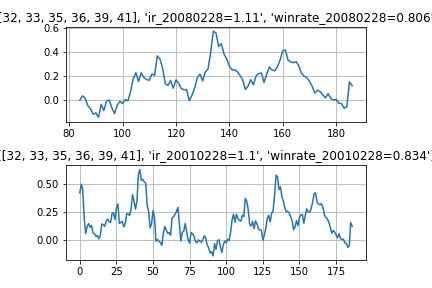 [32, 33, 35, 36, 39, 41], 'ir_20080228=1.11', 'winrate_20080228=0.806'
0.6
0.4
0.2
0.0
80 100 120 140 160 180
[[32, 33, 35, 36, 39, 41], 'ir_20010228=1.1', 'winrate_20010228=0.834'
0.50
0.25
0.00
0 25 50 75 100 125 150 175